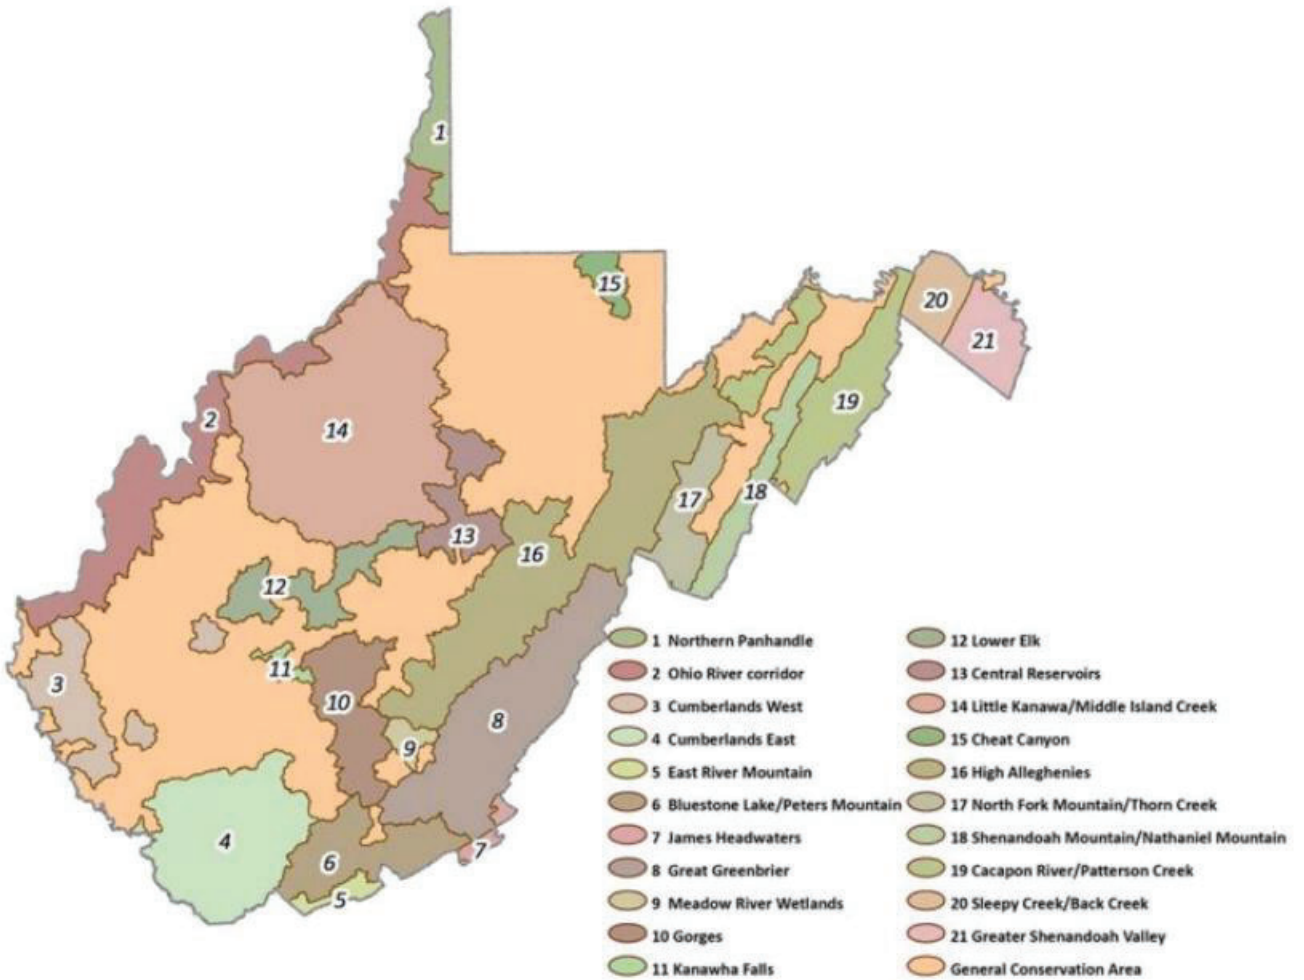 1
15
20
21
2
14
19
17
18
13
16
12
11
3
10
8
9
4
6
7
5
1 Northern Panhandle
2 Ohio River corridor
3 Cumberlands West
4 Cumberlands East
5 East River Mountain
6 Bluestone Lake/Peters Mountain
7 James Headwaters
8 Great Greenbrier
9 Meadow River Wetlands
10 Gorges
11 Kanawha Falls
12 Lower Elk
13 Central Reservoirs
14 Little Kanawa/Middle Island Creek
15 Cheat Canyon
16 High Alleghenies
17 North Fork Mountain/Thorn Creek
18 Shenandoah Mountain/Nathaniel Mountain
19 Cacapon River/Patterson Creek
20 Sleepy Creek/Back Creek
21 Greater Shenandoah Valley
General Conservation Area